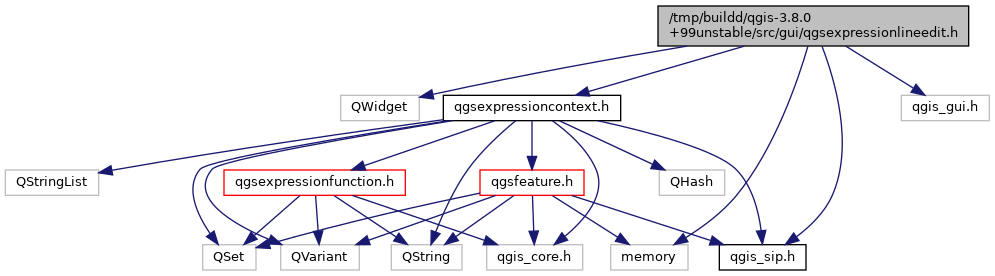 /tmp/buildd/qgis-3.8.0
+99unstable/src/gui/qgsexpressionlineedit.h
QWidget
qgsexpressioncontext.h
qgis_gui.h
QStringList
qgsexpressionfunction.h
qgsfeature.h
QHash
QSet
QVariant
QString
qgis_core.h
memory
qgis_sip.h